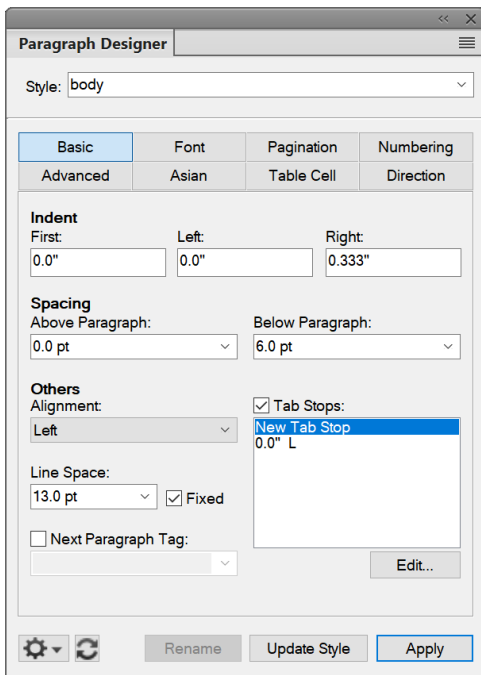 Paragraph Designer
Style: body
Basic Font Pagination Numbering
Advanced Asian Table Cell Direction
Indent
First: Left: Right:
0.0" 0.0" 0.333"
Spacing
Above Paragraph: Below Paragraph:
0.0 pt 6.0 pt
Others
Alignment: Tab Stops:
Left New Tab Stop
0.0" L
Line Space:
13.0 pt Fixed
Next Paragraph Tag:
Edit...
Rename Update Style Apply